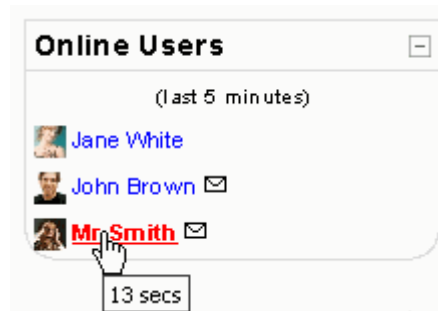 Online Users
(last 5 minutes)
Jane White
John Brown
Mr Smith
13 secs